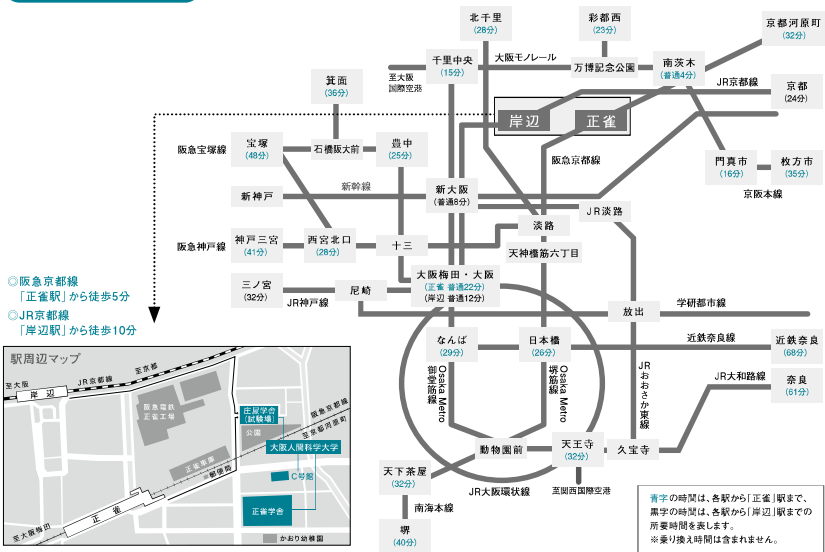 北千里
(28分)
彩都西
(23分)
京都河原町
(32分)
千里中央
(15分)
大阪モノレール
万博記念公園
南茨木
(普通4分)
至大阪
国際空港
JR京都線
京都
(24分)
箕面
(36分)
岸辺
正雀
阪急宝塚線
宝塚
(48分)
石橋阪大前
豊中
(25分)
阪急京都線
門真市
(16分)
枚方市
(35分)
京阪本線
新神戸
新幹線
新大阪
(普通8分)
JR淡路
淡路
阪急神戸線
神戸三宮
(41分)
西宮北口
(28分)
十三
天神橋筋六丁目
大阪梅田・大阪
(正雀 普通22分)
(岸辺 普通12分)
三ノ宮
(32分)
JR神戸線
尼崎
放出
学研都市線
◎阪急京都線
「正雀駅」から徒歩5分
◎JR京都線
「岸辺駅」から徒歩10分
なんば
(29分)
日本橋
(26分)
近鉄奈良線
近鉄奈良
(68分)
Osaka Metro
御堂筋線
Osaka Metro
堺筋線
JRおおさか東線
JR大和路線
奈良
(61分)
動物園前
天王寺
(32分)
久宝寺
天下茶屋
(32分)
JR大阪環状線
至関西国際空港
南海本線
堺
(40分)
駅周辺マップ
至大阪
JR京都線
至京都
岸辺
阪急電鉄
正雀工場
庄屋学舎
(試験場)
公園
阪急京都線
至京都河原町
大阪人間科学大学
正雀車庫
〒郵便局
C号館
正雀
正雀学舎
至大阪梅田
かおり幼稚園
青字の時間は、各駅から「正雀」駅まで、
黒字の時間は、各駅から「岸辺」駅までの
所要時間を表します。
※乗り換え時間は含まれません。